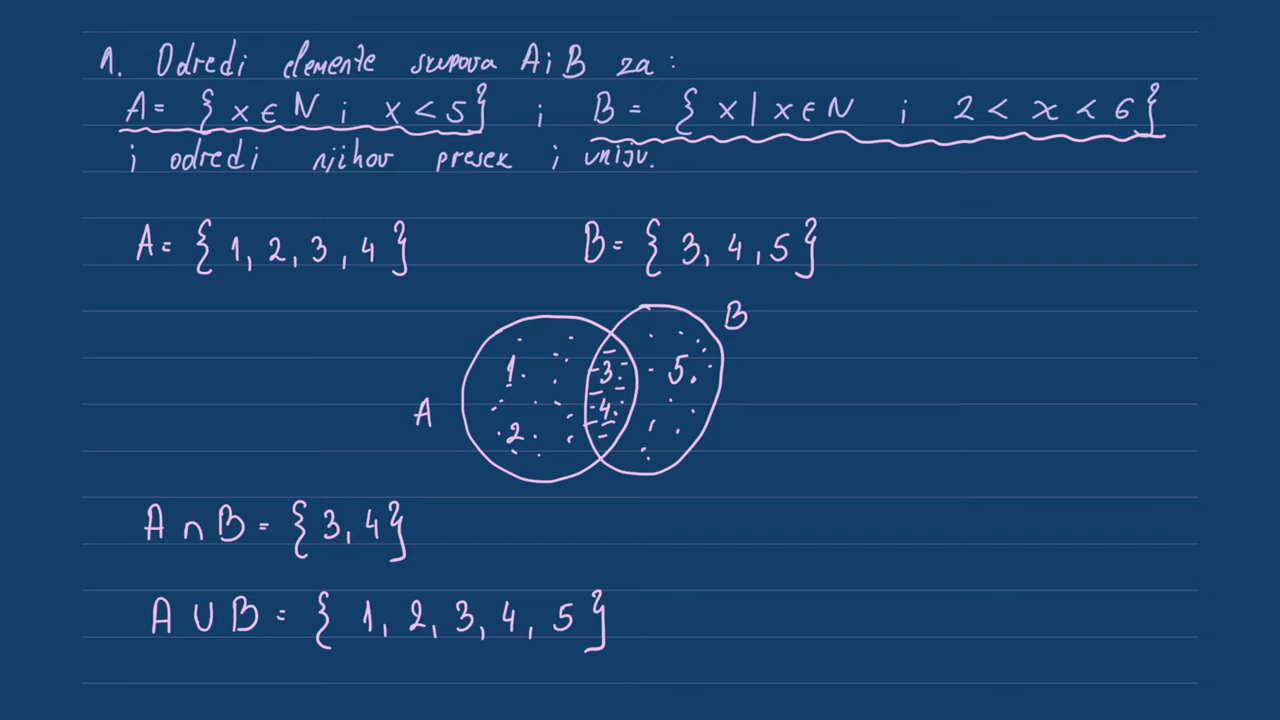 1. Odredi elemente skupova A i B za:
A = { x ∈ N i x < 5 } i B = { x | x ∈ N i 2 < x < 6 }
i odredi njihov presek i uniju.
A = { 1, 2, 3, 4 } B = { 3, 4, 5 }
B
1. 3. 5.
A 4.
2.
A ∩ B = { 3, 4 }
A ∪ B = { 1, 2, 3, 4, 5 }